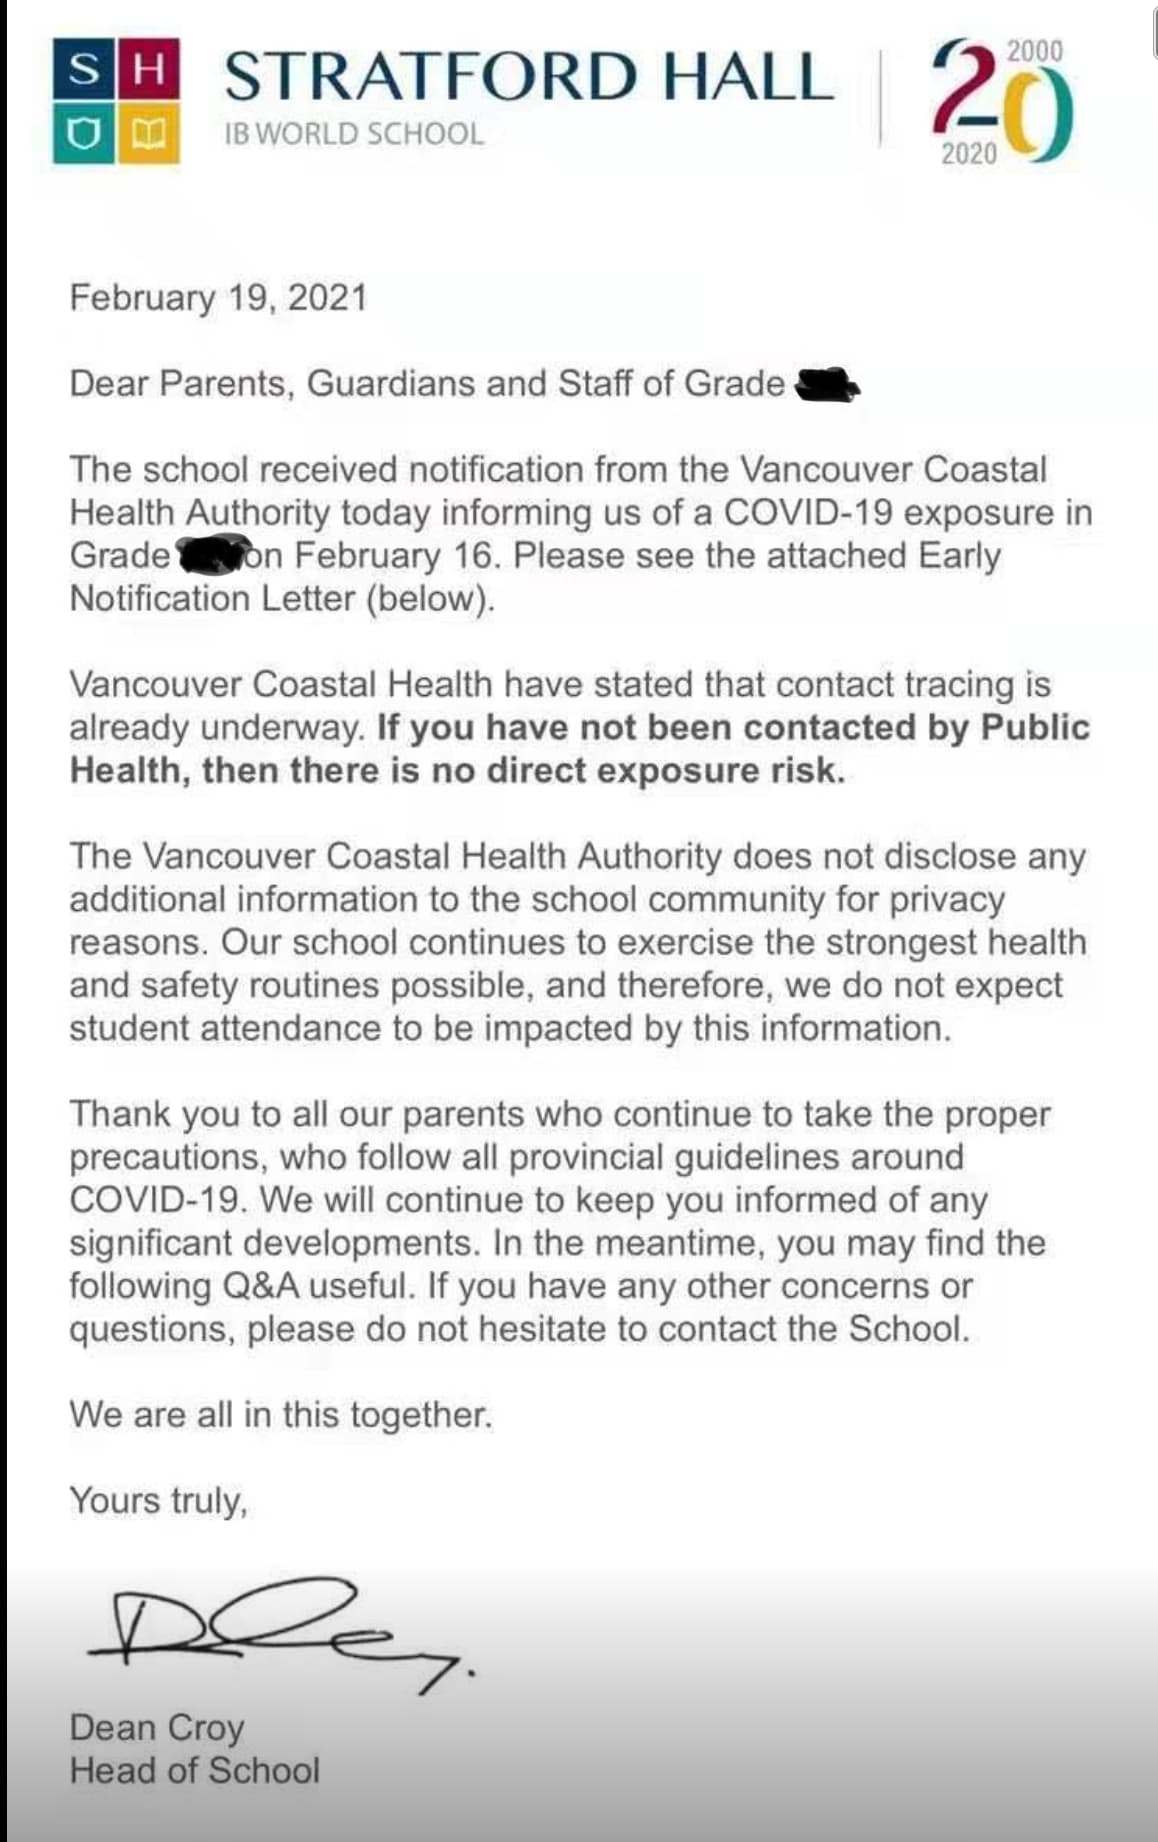 S H
STRATFORD HALL
IB WORLD SCHOOL
2000
20
2020
February 19, 2021
Dear Parents, Guardians and Staff of Grade
The school received notification from the Vancouver Coastal
Health Authority today informing us of a COVID-19 exposure in
Grade on February 16. Please see the attached Early
Notification Letter (below).
Vancouver Coastal Health have stated that contact tracing is
already underway. If you have not been contacted by Public
Health, then there is no direct exposure risk.
The Vancouver Coastal Health Authority does not disclose any
additional information to the school community for privacy
reasons. Our school continues to exercise the strongest health
and safety routines possible, and therefore, we do not expect
student attendance to be impacted by this information.
Thank you to all our parents who continue to take the proper
precautions, who follow all provincial guidelines around
COVID-19. We will continue to keep you informed of any
significant developments. In the meantime, you may find the
following Q&A useful. If you have any other concerns or
questions, please do not hesitate to contact the School.
We are all in this together.
Yours truly,
Dean Croy
Head of School